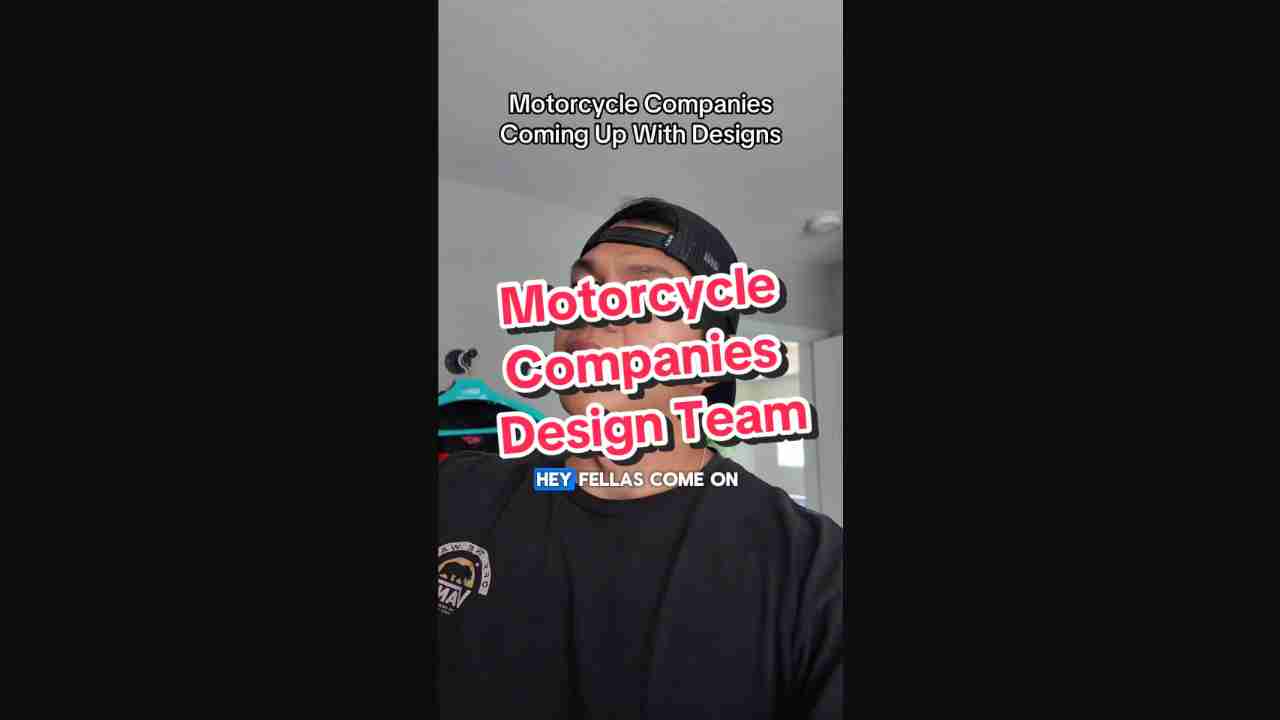 Motorcycle Companies
Coming Up With Designs
Motorcycle
Companies
Design Team
HEY FELLAS COME ON